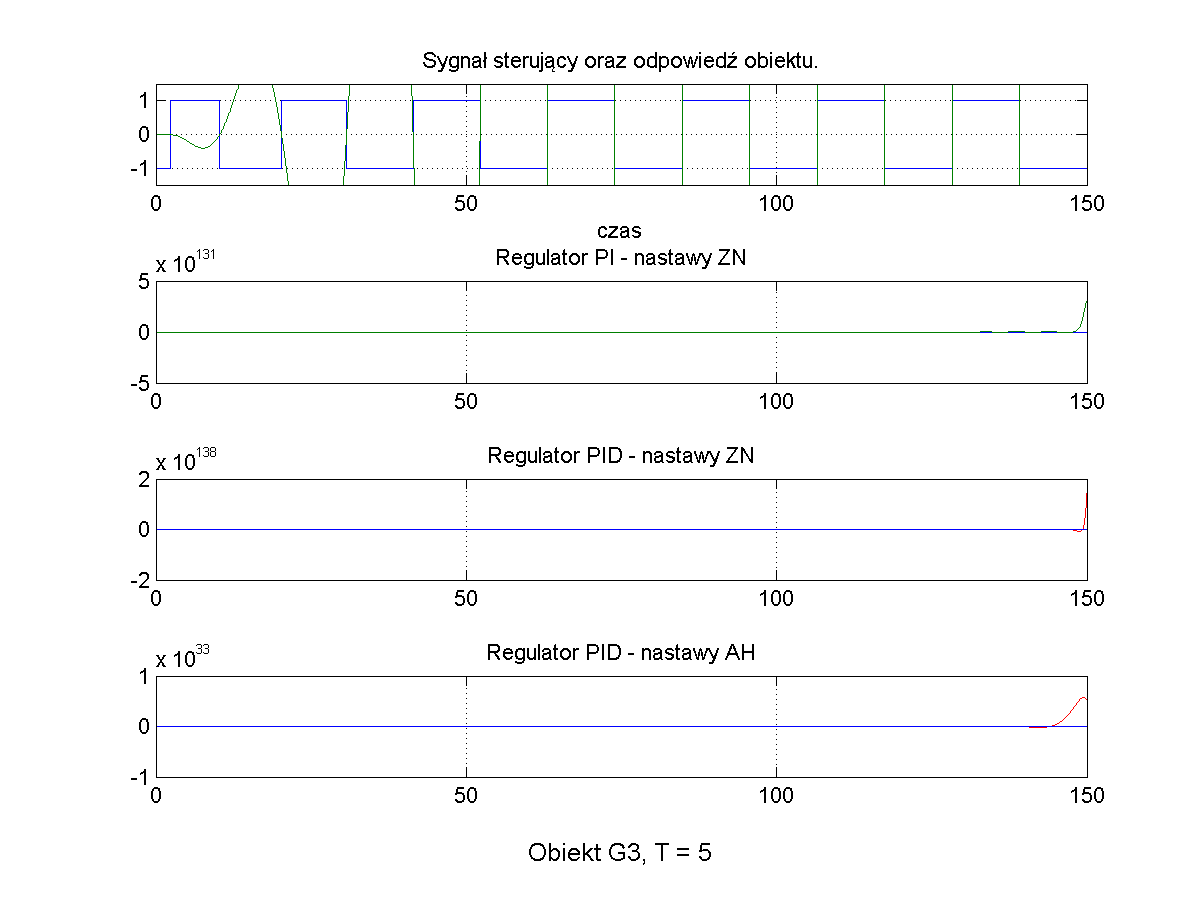 Sygnał sterujący oraz odpowiedź obiektu.
1
0
-1
0 50 100 150
czas
Regulator PI - nastawy ZN
x 10^131
5
0
-5
0 50 100 150
Regulator PID - nastawy ZN
x 10^138
2
0
-2
0 50 100 150
Regulator PID - nastawy AH
x 10^33
1
0
-1
0 50 100 150
Obiekt G3, T = 5